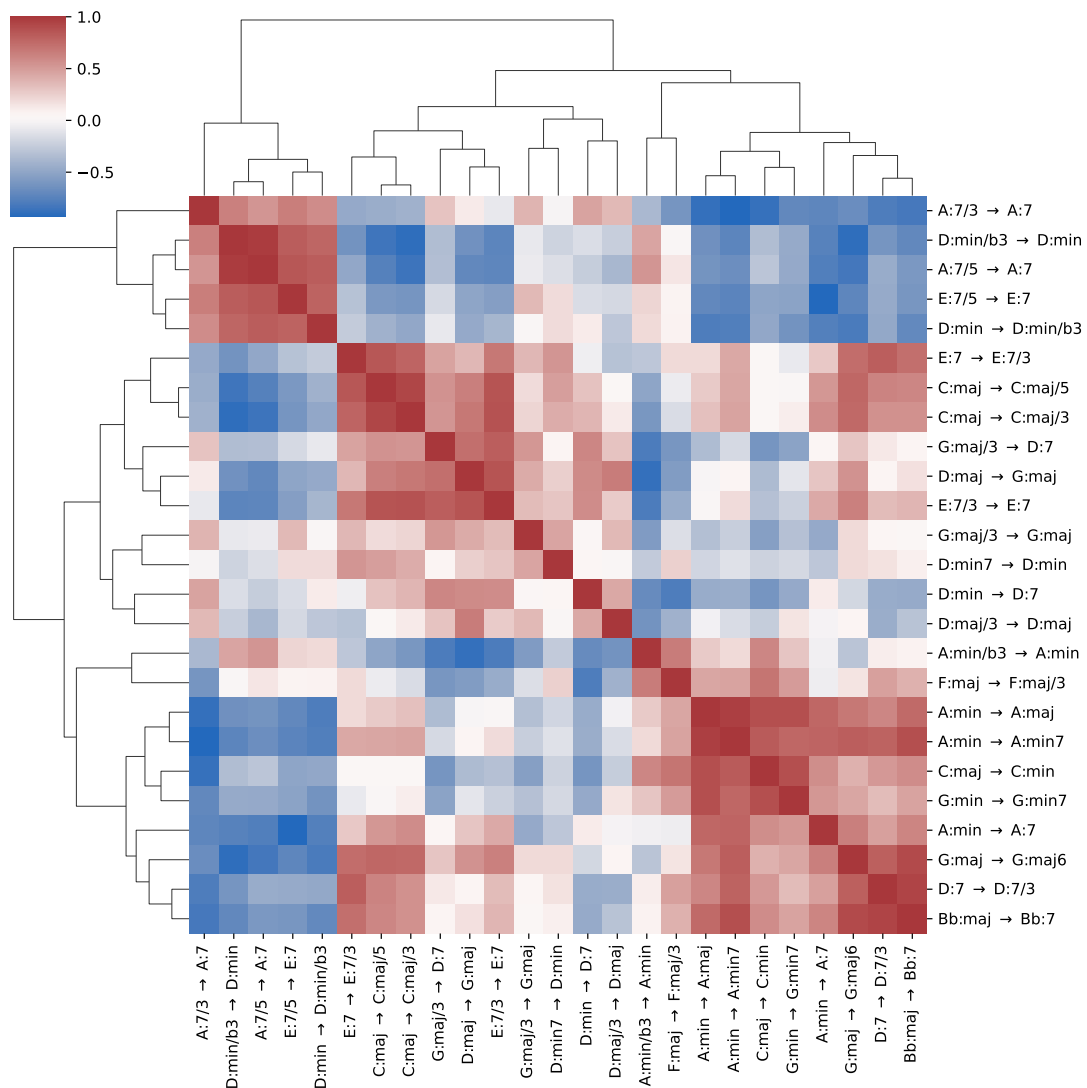 1.0
0.5
0.0
−0.5
A:7/3 → A:7
D:min/b3 → D:min
A:7/5 → A:7
E:7/5 → E:7
D:min → D:min/b3
E:7 → E:7/3
C:maj → C:maj/5
C:maj → C:maj/3
G:maj/3 → D:7
D:maj → G:maj
E:7/3 → E:7
G:maj/3 → G:maj
D:min7 → D:min
D:min → D:7
D:maj/3 → D:maj
A:min/b3 → A:min
F:maj → F:maj/3
A:min → A:maj
A:min → A:min7
C:maj → C:min
G:min → G:min7
A:min → A:7
G:maj → G:maj6
D:7 → D:7/3
Bb:maj → Bb:7
A:7/3 → A:7
D:min/b3 → D:min
A:7/5 → A:7
E:7/5 → E:7
D:min → D:min/b3
E:7 → E:7/3
C:maj → C:maj/5
C:maj → C:maj/3
G:maj/3 → D:7
D:maj → G:maj
E:7/3 → E:7
G:maj/3 → G:maj
D:min7 → D:min
D:min → D:7
D:maj/3 → D:maj
A:min/b3 → A:min
F:maj → F:maj/3
A:min → A:maj
A:min → A:min7
C:maj → C:min
G:min → G:min7
A:min → A:7
G:maj → G:maj6
D:7 → D:7/3
Bb:maj → Bb:7